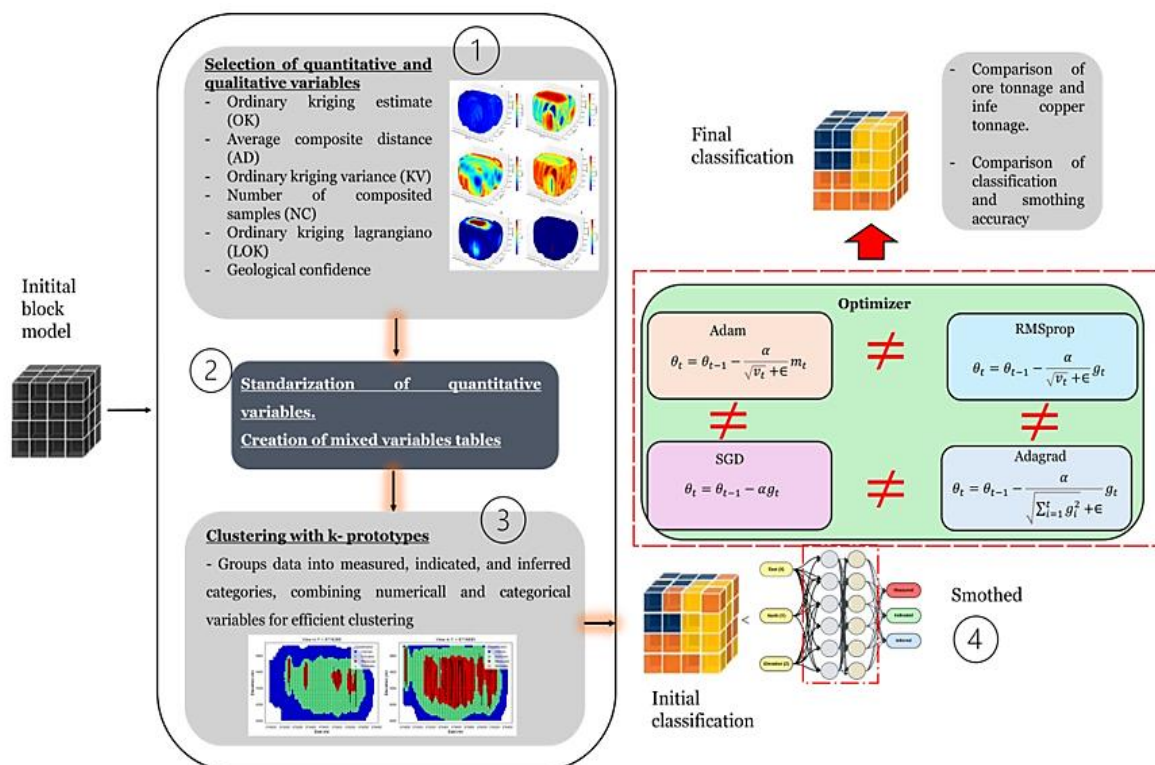 Initital
block
model
1
Selection of quantitative and
qualitative variables
- Ordinary kriging estimate
(OK)
- Average composite distance
(AD)
- Ordinary kriging variance (KV)
- Number of composited
samples (NC)
- Ordinary kriging lagrangiano
(LOK)
- Geological confidence
2
Standarization of quantitative
variables.
Creation of mixed variables tables
3
Clustering with k- prototypes
- Groups data into measured, indicated, and inferred
categories, combining numericall and categorical
variables for efficient clustering
Initial
classification
<
East (X)
North (Y)
Elevation (Z)
Measured
Indicated
Inferred
Smothed
4
Optimizer
Adam
θₜ = θₜ₋₁ − α/(√vₜ + ϵ) mₜ
≠
RMSprop
θₜ = θₜ₋₁ − α/(√vₜ + ϵ) gₜ
≠
≠
SGD
θₜ = θₜ₋₁ − αgₜ
≠
Adagrad
θₜ = θₜ₋₁ − α/(√(∑ᵢ₌₁ᵗ gᵢ²) + ϵ) gₜ
Final
classification
- Comparison of
ore tonnage and
infe copper
tonnage.
- Comparison of
classification
and smothing
accuracy